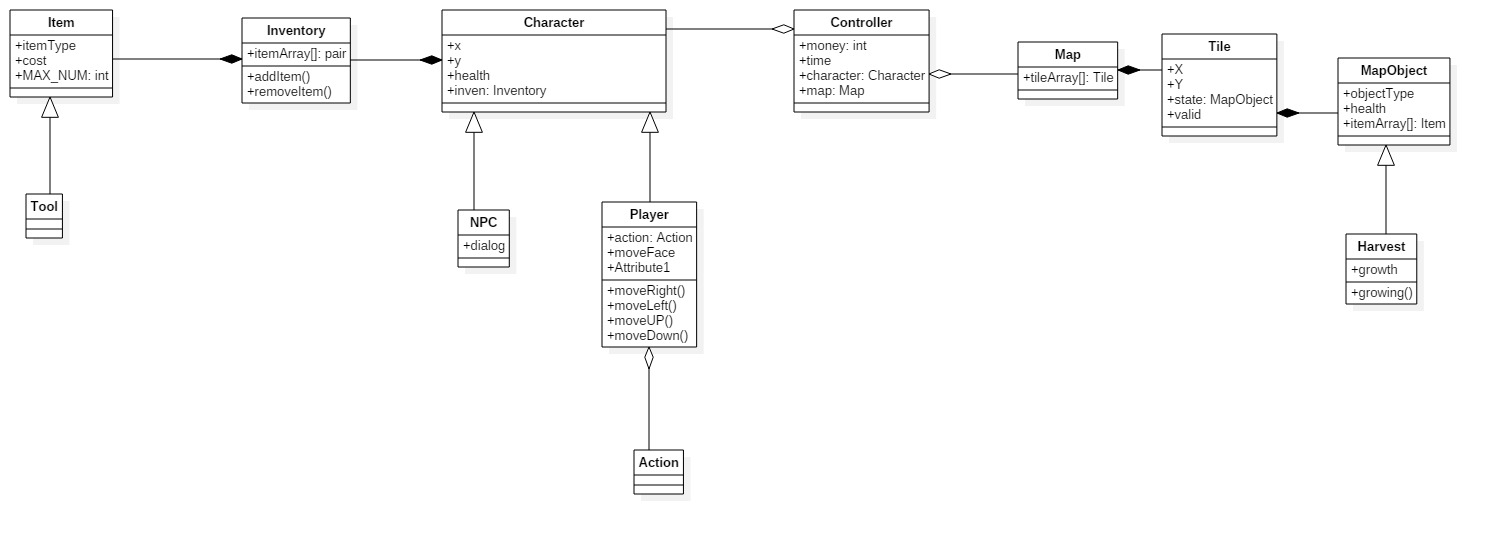 Item
+itemType
+cost
+MAX_NUM: int
Inventory
+itemArray[]: pair
+addItem()
+removeItem()
Character
+x
+y
+health
+inven: Inventory
Controller
+money: int
+time
+character: Character
+map: Map
Map
+tileArray[]: Tile
Tile
+X
+Y
+state: MapObject
+valid
MapObject
+objectType
+health
+itemArray[]: Item
Tool
NPC
+dialog
Player
+action: Action
+moveFace
+Attribute1
+moveRight()
+moveLeft()
+moveUP()
+moveDown()
Harvest
+growth
+growing()
Action